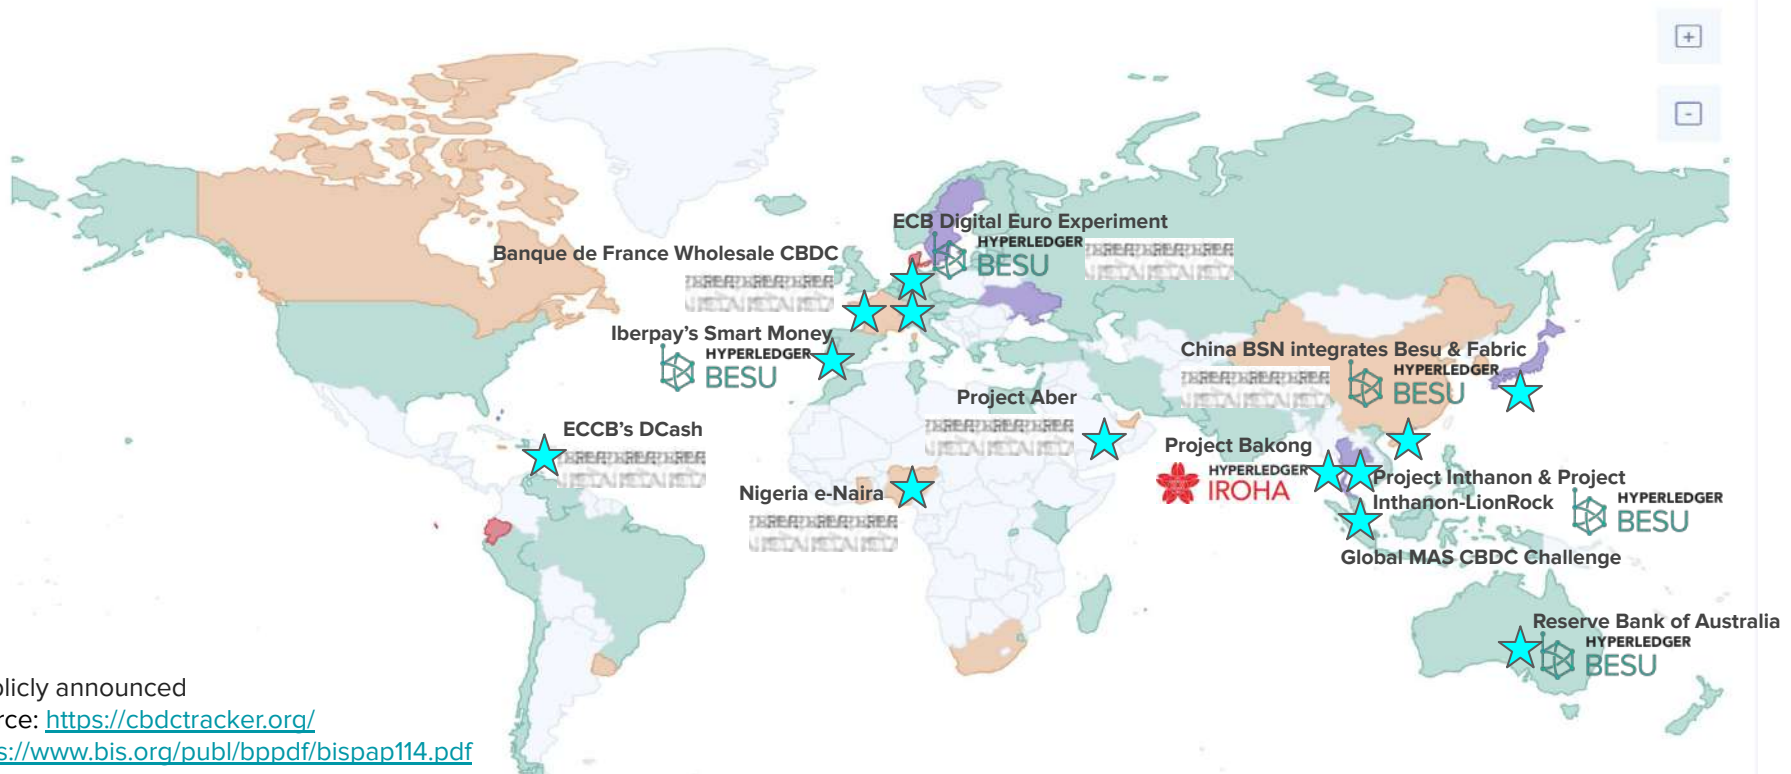 +
-
ECB Digital Euro Experiment
HYPERLEDGER
BESU
Banque de France Wholesale CBDC
Iberpay's Smart Money
HYPERLEDGER
BESU
China BSN integrates Besu & Fabric
HYPERLEDGER
BESU
Project Aber
ECCB's DCash
Project Bakong
HYPERLEDGER
IROHA
Nigeria e-Naira
Project Inthanon & Project
Inthanon-LionRock
HYPERLEDGER
BESU
Global MAS CBDC Challenge
Reserve Bank of Australia
HYPERLEDGER
BESU
blicly announced
rce: https://cbdctracker.org/
s://www.bis.org/publ/bppdf/bispap114.pdf